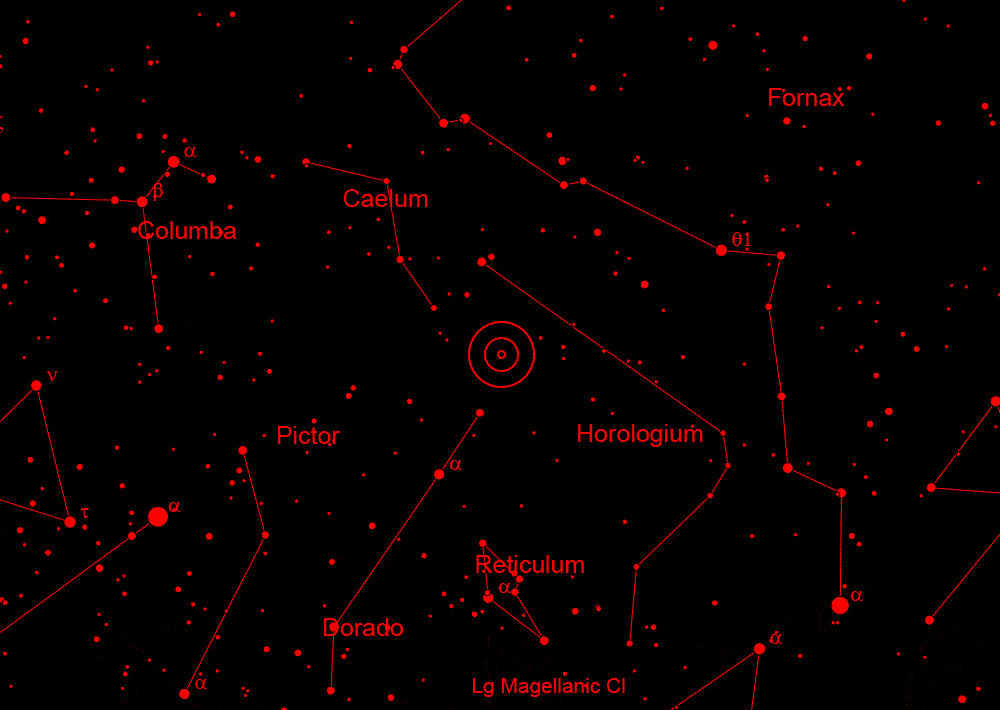 Fornax
α
β
Caelum
Columba
θ1
ν
Pictor
Horologium
α
τ
α
Reticulum
α
α
Dorado
α
α
Lg Magellanic Cl